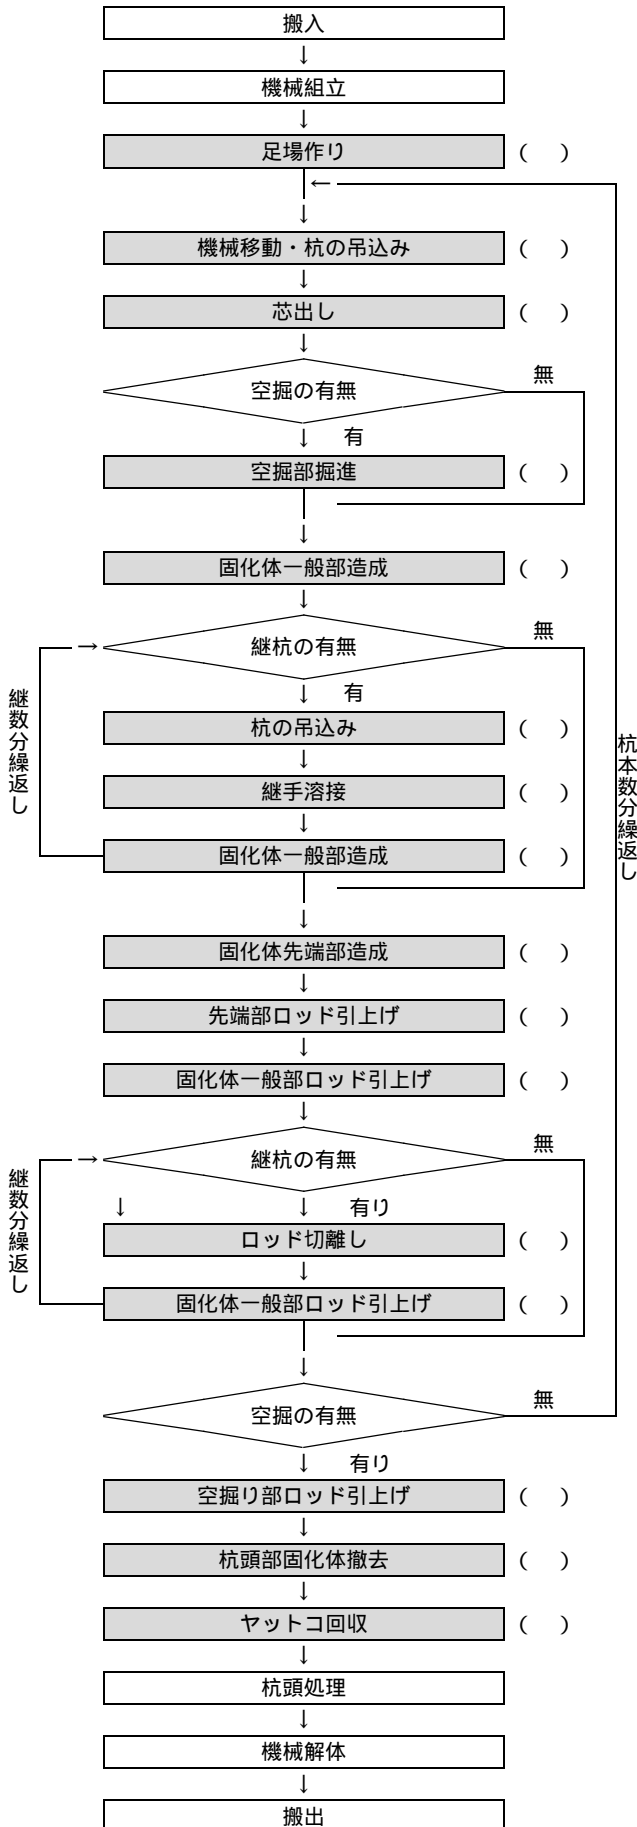 搬入
↓
機械組立
↓
足場作り (　)
←
↓
機械移動・杭の吊込み (　)
↓
芯出し (　)
↓
空掘の有無 無
↓ 有
空掘部掘進 (　)
↓
固化体一般部造成 (　)
↓
→ 継杭の有無 無
↓ 有
杭の吊込み (　)
↓
継手溶接 (　)
↓
固化体一般部造成 (　)
継数分繰返し
杭本数分繰返し
↓
固化体先端部造成 (　)
↓
先端部ロッド引上げ (　)
↓
固化体一般部ロッド引上げ (　)
↓
→ 継杭の有無 無
↓ ↓ 有り
ロッド切離し (　)
↓
固化体一般部ロッド引上げ (　)
継数分繰返し
↓
空掘の有無 無
↓ 有り
空掘り部ロッド引上げ (　)
↓
杭頭部固化体撤去 (　)
↓
ヤットコ回収 (　)
↓
杭頭処理
↓
機械解体
↓
搬出